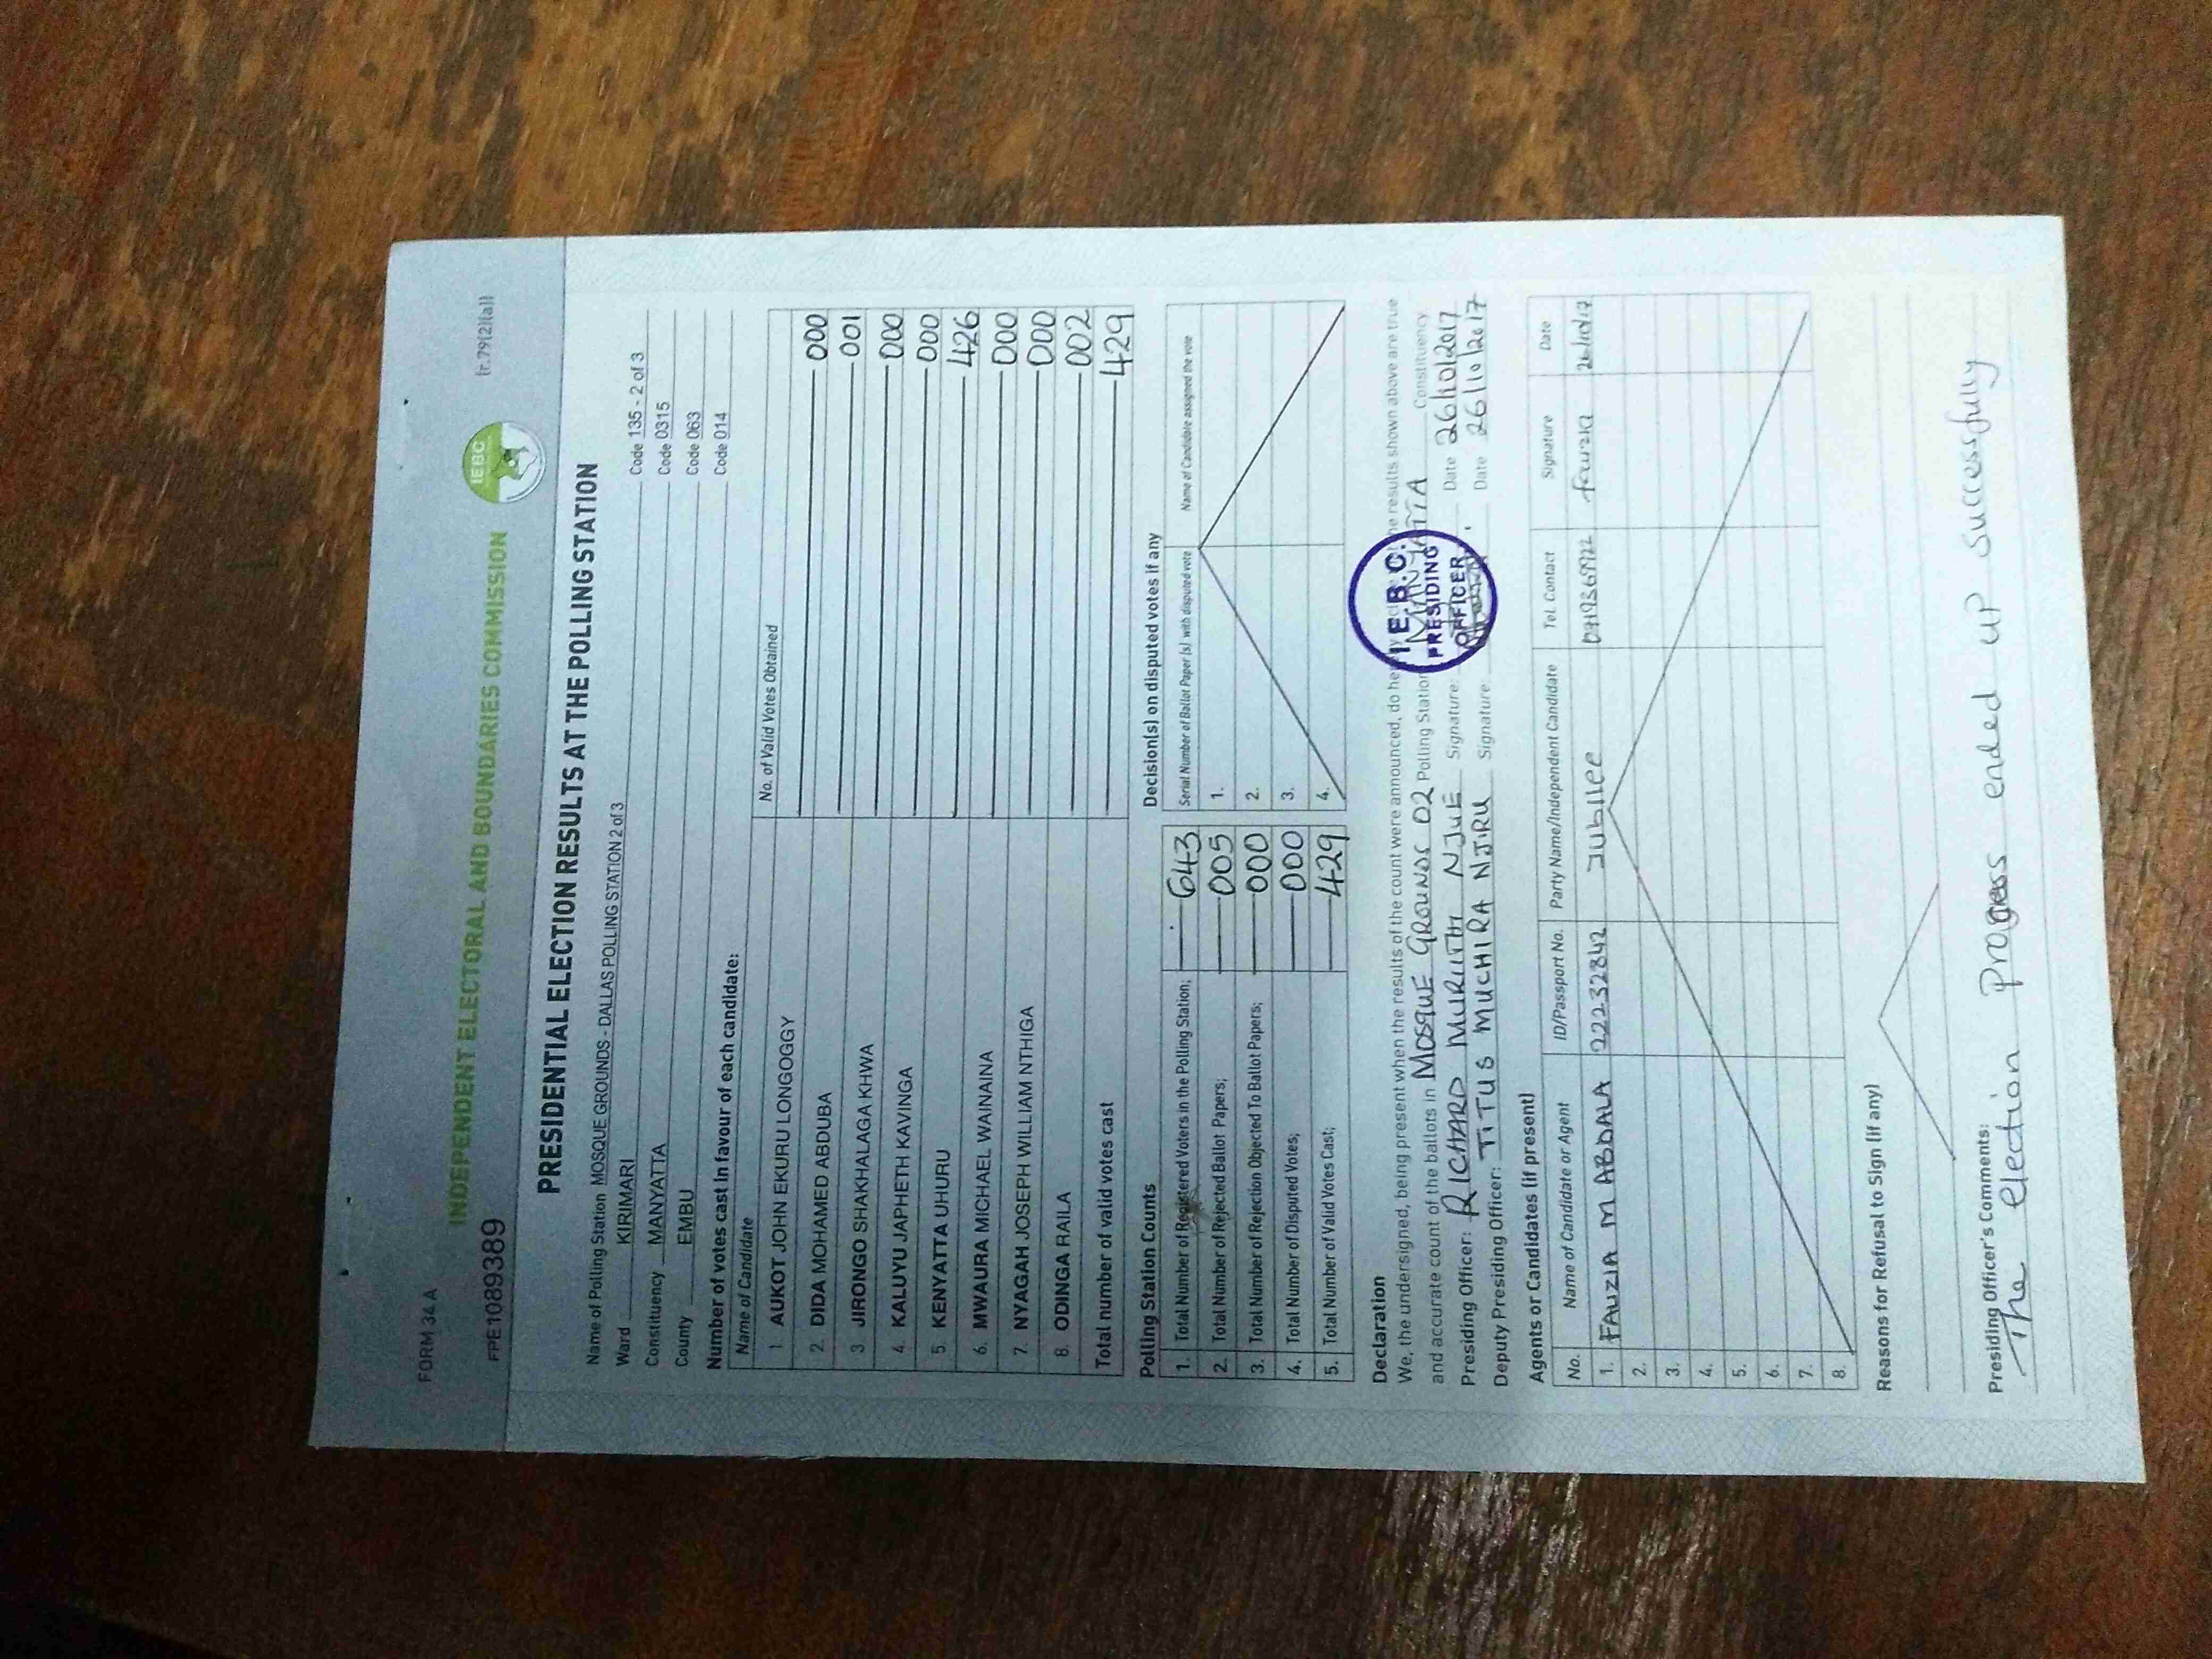 FORM 34 A
INDEPENDENT ELECTORAL AND BOUNDARIES COMMISSION
IEBC
(r.79(2)(a))
FPE1089389
PRESIDENTIAL ELECTION RESULTS AT THE POLLING STATION
Name of Polling Station MOSQUE GROUNDS - DALLAS POLLING STATION 2 of 3 Code 135 - 2 of 3
Ward KIRIMARI Code 0315
Constituency MANYATTA Code 063
County EMBU Code 014
Number of votes cast in favour of each candidate:
Name of Candidate No. of Valid Votes Obtained
1 AUKOT JOHN EKURU LONGOGGY 000
2. DIDA MOHAMED ABDUBA 001
3 JIRONGO SHAKHALAGA KHWA 000
4. KALUYU JAPHETH KAVINGA 000
5. KENYATTA UHURU 426
6. MWAURA MICHAEL WAINAINA 000
7. NYAGAH JOSEPH WILLIAM NTHIGA 000
8. ODINGA RAILA 002
Total number of valid votes cast 429
Polling Station Counts
1. Total Number of Registered Voters in the Polling Station; 643
2. Total Number of Rejected Ballot Papers; 005
3. Total Number of Rejection Objected To Ballot Papers; 000
4. Total Number of Disputed Votes; 000
5. Total Number of Valid Votes Cast; 429
Decision(s) on disputed votes if any
Serial Number of Ballot Paper (s) with disputed vote Name of Candidate assigned the vote
1.
2.
3.
4.
Declaration
We, the undersigned, being present when the results of the count were announced, do he results shown above are true
and accurate count of the ballots in MOSQUE GROUNDS 02 Polling Station MANYATTA Constituency
Presiding Officer: RICHARD MURIITHI NJUE Signature: Date 26/10/2017
Deputy Presiding Officer: TITUS MUCHIRA NJIRU Signature Date 26/10/2017
I.E.B.C.
PRESIDING
OFFICER
Agents or Candidates (if present)
No. Name of Candidate or Agent ID/Passport No. Party Name/Independent Candidate Tel. Contact Signature Date
1. FAUZIA M ABDALA 22232842 Jubilee fauzia 26/10/17
2.
3.
4.
5.
6.
7.
8.
Reasons for Refusal to Sign (if any)
Presiding Officer's Comments:
The election process ended up successfully